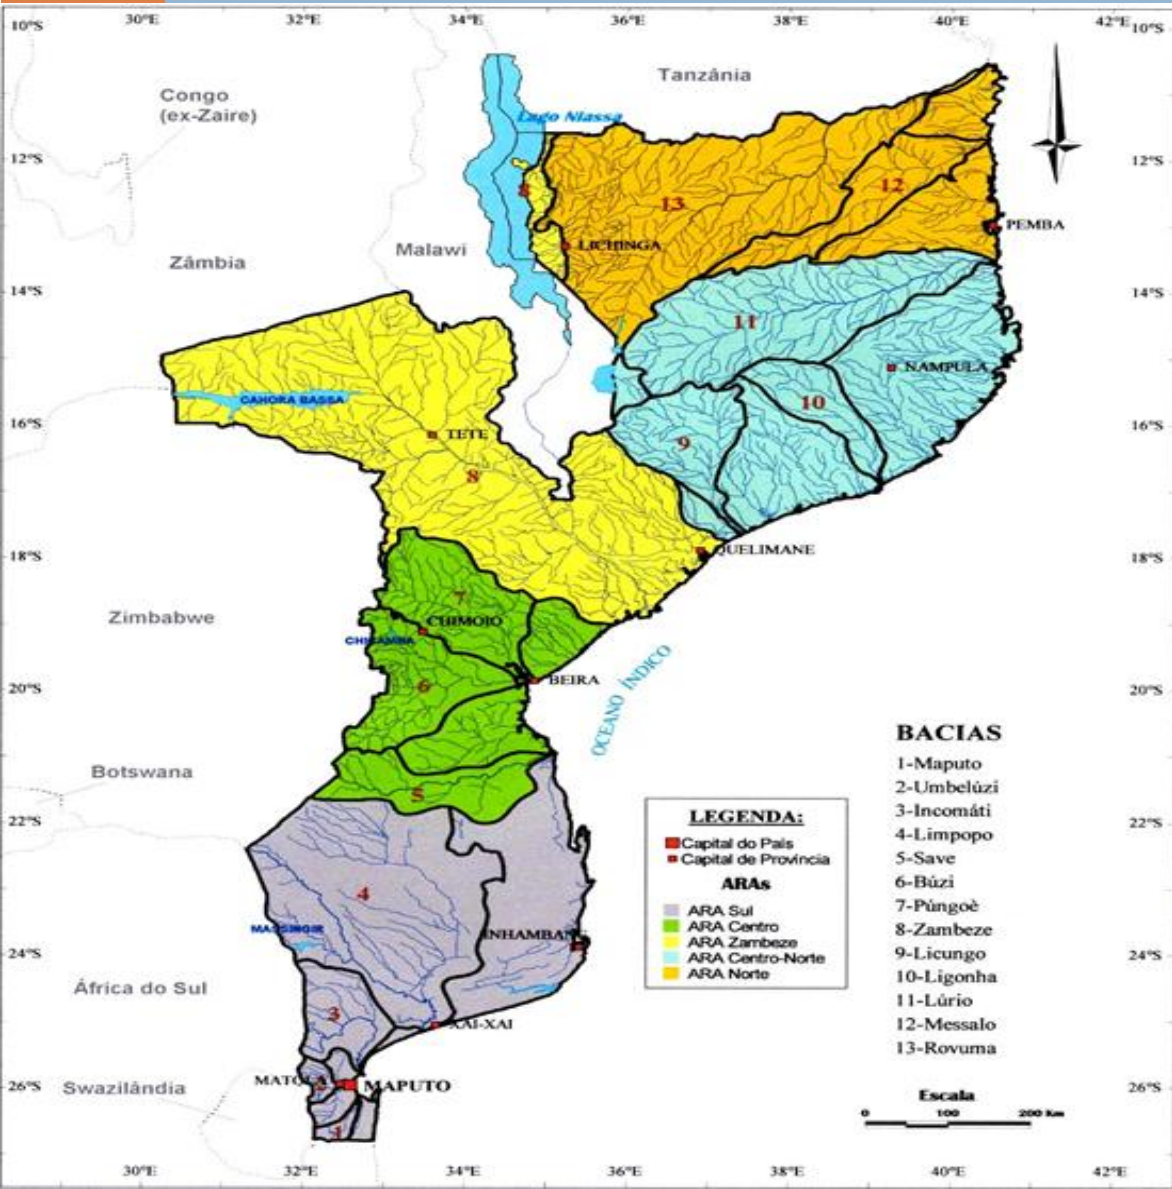 30°E 32°E 34°E 36°E 38°E 40°E 42°E
10°S 10°S
Tanzânia
Congo
(ex-Zaire)
Lago Niassa
12°S 12°S
8 13 12
PEMBA
LICHINGA
Malawi
Zâmbia
14°S 14°S
11
NAMPULA
CAHORA BASSA
10
16°S 16°S
TETE
9
8
QUELIMANE
18°S 18°S
7
Zimbabwe
CHIMOIO
BEIRA
6
20°S 20°S
OCEANO ÍNDICO
Botswana
5
22°S 22°S
4
MASSINGIR
INHAMBANE
24°S 24°S
África do Sul
3
XAI-XAI
Swazilândia
MATOLA
2
MAPUTO
26°S 26°S
1
30°E 32°E 34°E 36°E 38°E 40°E 42°E
LEGENDA:
Capital do País
Capital de Província
ARAs
ARA Sul
ARA Centro
ARA Zambeze
ARA Centro-Norte
ARA Norte
BACIAS
1-Maputo
2-Umbelúzi
3-Incomáti
4-Limpopo
5-Save
6-Búzi
7-Púngoè
8-Zambeze
9-Licungo
10-Ligonha
11-Lúrio
12-Messalo
13-Rovuma
Escala
0 100 200 Km